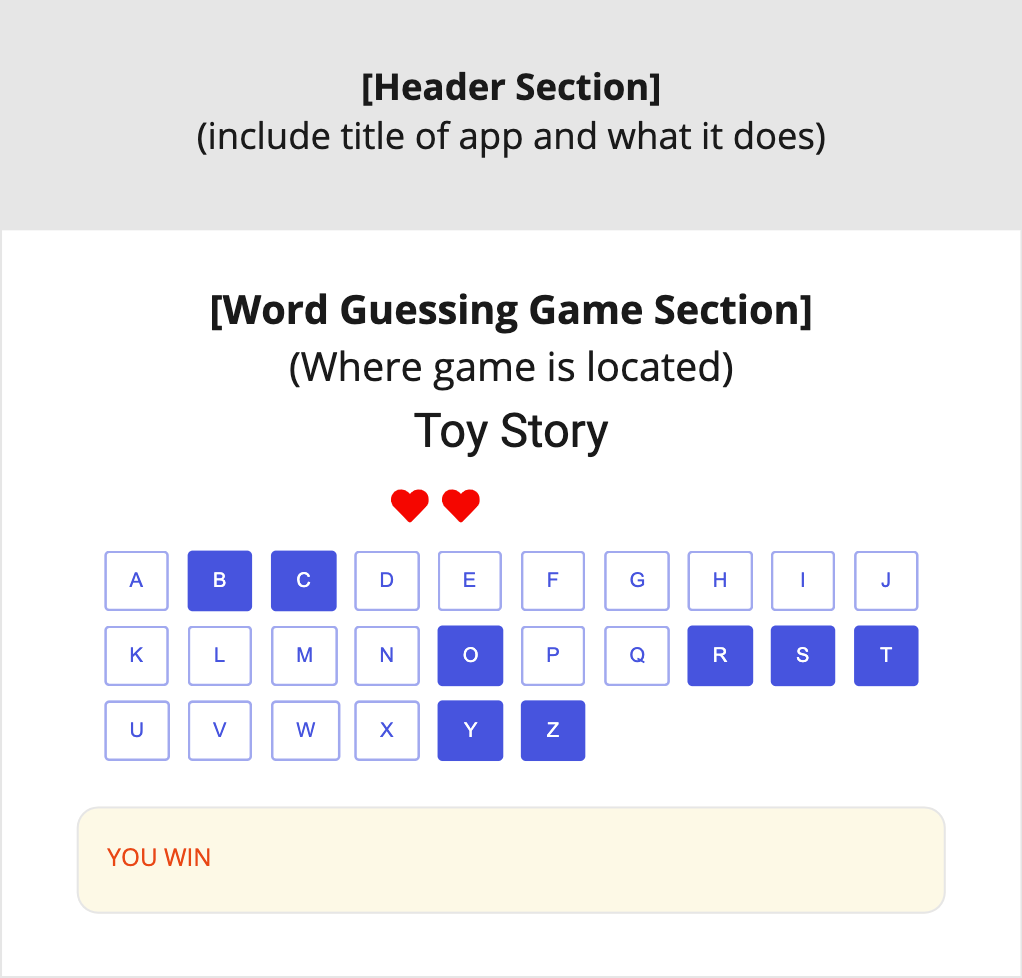 [Header Section]
(include title of app and what it does)
[Word Guessing Game Section]
(Where game is located)
Toy Story
A B C D E F G H I J
K L M N O P Q R S T
U V W X Y Z
YOU WIN